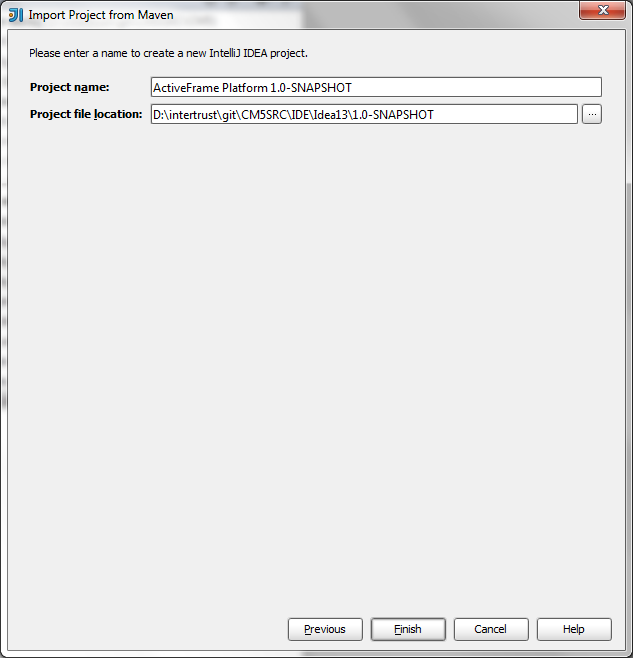 Import Project from Maven
Please enter a name to create a new IntelliJ IDEA project.
Project name: ActiveFrame Platform 1.0-SNAPSHOT
Project file location: D:\intertrust\git\CM5SRC\IDE\Idea13\1.0-SNAPSHOT ...
Previous Finish Cancel Help